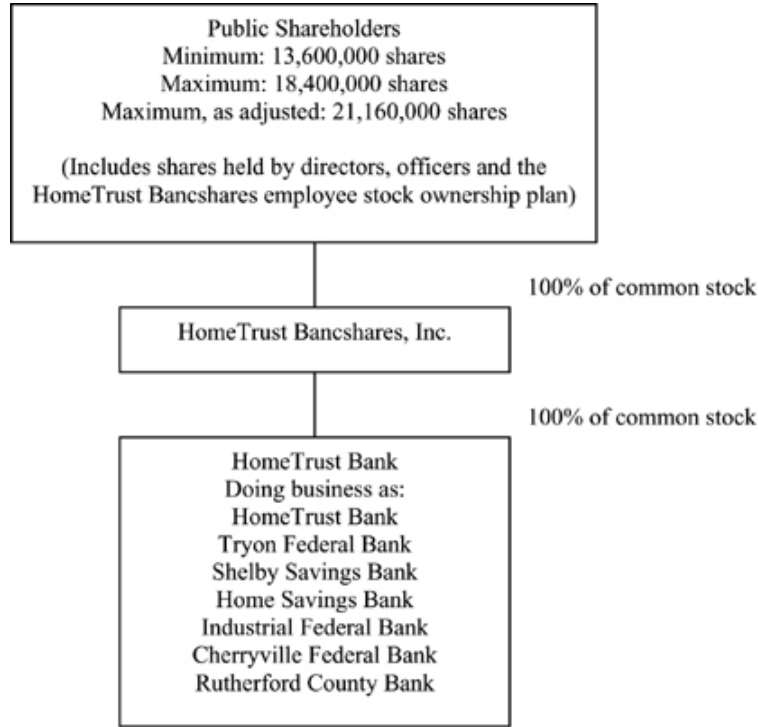 Public Shareholders
Minimum: 13,600,000 shares
Maximum: 18,400,000 shares
Maximum, as adjusted: 21,160,000 shares
(Includes shares held by directors, officers and the
HomeTrust Bancshares employee stock ownership plan)
100% of common stock
HomeTrust Bancshares, Inc.
100% of common stock
HomeTrust Bank
Doing business as:
HomeTrust Bank
Tryon Federal Bank
Shelby Savings Bank
Home Savings Bank
Industrial Federal Bank
Cherryville Federal Bank
Rutherford County Bank